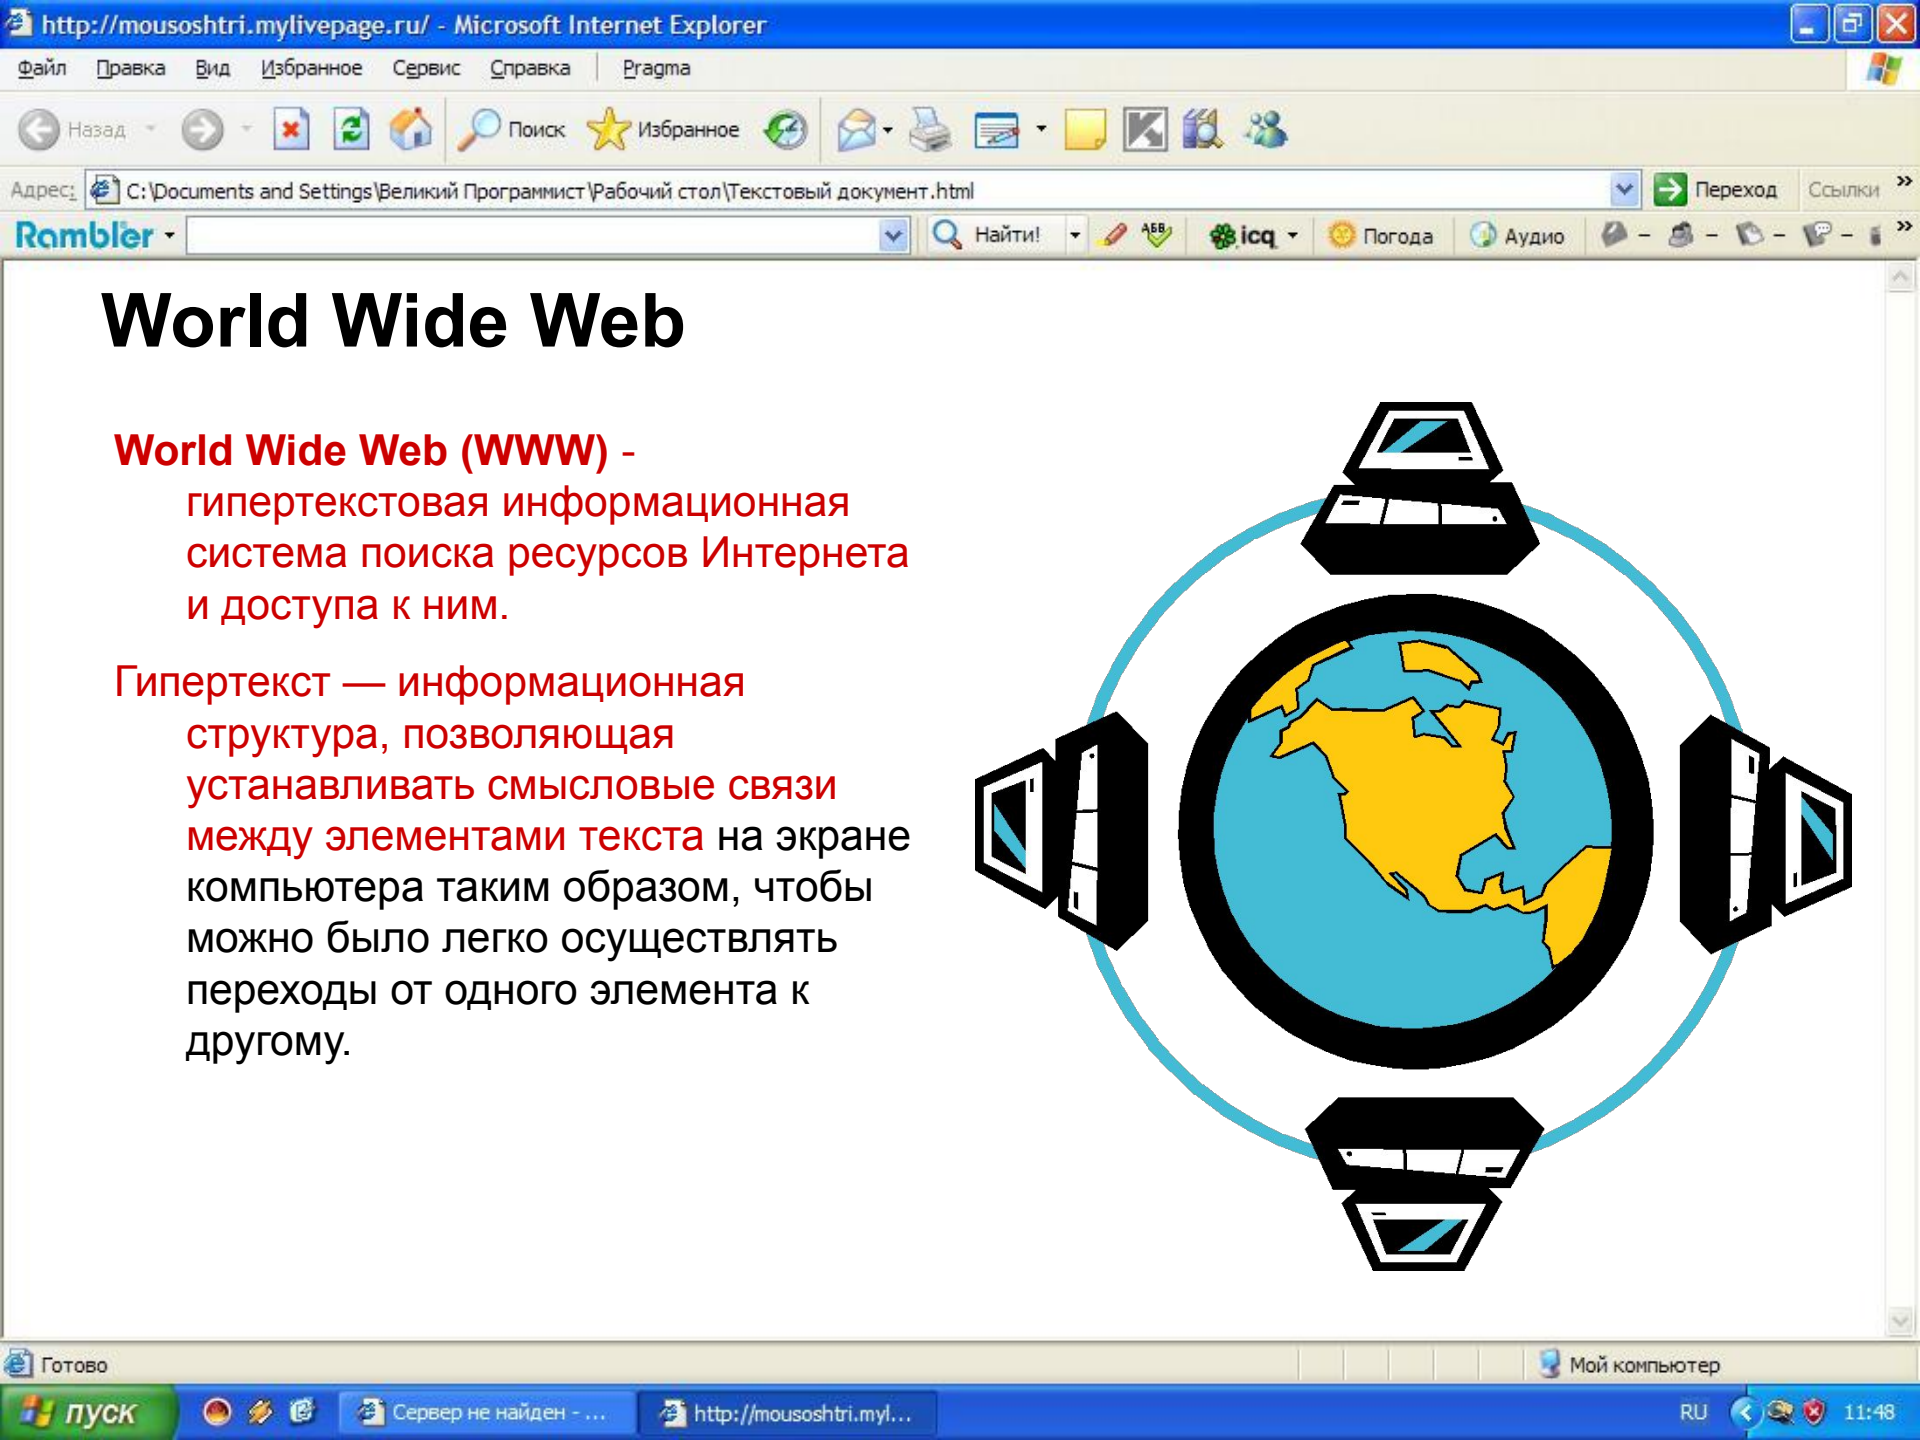 http://mousoshtri.mylivepage.ru/ - Microsoft Internet Explorer
Файл Правка Вид Избранное Сервис Справка Pragma
Назад Поиск Избранное
Адрес: C:\Documents and Settings\Великий Программист\Рабочий стол\Текстовый документ.html Переход Ссылки »
Rambler Найти! АБВ icq Погода Аудио »
World Wide Web
World Wide Web (WWW) -
гипертекстовая информационная
система поиска ресурсов Интернета
и доступа к ним.
Гипертекст — информационная
структура, позволяющая
устанавливать смысловые связи
между элементами текста на экране
компьютера таким образом, чтобы
можно было легко осуществлять
переходы от одного элемента к
другому.
Готово Мой компьютер
пуск Сервер не найден - ... http://mousoshtri.myl... RU 11:48